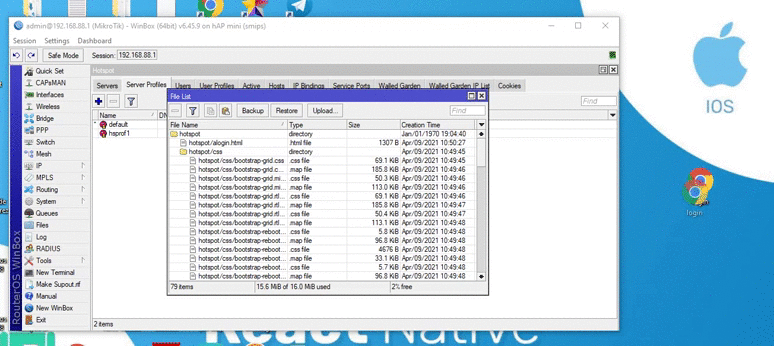 admin@192.168.88.1 (MikroTik) - WinBox (64bit) v6.45.9 on hAP mini (smips)
Session Settings Dashboard
Safe Mode Session: 192.168.88.1
Quick Set
CAPsMAN
Interfaces
Wireless
Bridge
PPP
Switch
Mesh
IP
MPLS
Routing
System
Queues
Files
Log
RADIUS
Tools
New Terminal
Make Supout.rif
Manual
New WinBox
Exit
RouterOS WinBox
Hotspot
Servers Server Profiles Users User Profiles Active Hosts IP Bindings Service Ports Walled Garden Walled Garden IP List Cookies
Find
Name
default
hsprof1
2 items
File List
Backup Restore Upload... Find
File Name Type Size Creation Time
hotspot directory Jan/01/1970 19:04:40
hotspot/alogin.html .html file 1307 B Apr/09/2021 10:50:27
hotspot/css directory Apr/09/2021 10:49:45
hotspot/css/bootstrap-grid.css .css file 69.1 KiB Apr/09/2021 10:49:45
hotspot/css/bootstrap-grid.c... .map file 185.8 KiB Apr/09/2021 10:49:46
hotspot/css/bootstrap-grid.mi... .css file 50.3 KiB Apr/09/2021 10:49:46
hotspot/css/bootstrap-grid.mi... .map file 113.0 KiB Apr/09/2021 10:49:46
hotspot/css/bootstrap-grid.rtl... .css file 69.1 KiB Apr/09/2021 10:49:46
hotspot/css/bootstrap-grid.rtl... .map file 185.8 KiB Apr/09/2021 10:49:47
hotspot/css/bootstrap-grid.rtl... .css file 50.4 KiB Apr/09/2021 10:49:47
hotspot/css/bootstrap-grid.rtl... .map file 113.1 KiB Apr/09/2021 10:49:48
hotspot/css/bootstrap-reboot... .css file 5.8 KiB Apr/09/2021 10:49:48
hotspot/css/bootstrap-reboot... .map file 96.8 KiB Apr/09/2021 10:49:48
hotspot/css/bootstrap-reboot... .css file 4676 B Apr/09/2021 10:49:48
hotspot/css/bootstrap-reboot... .map file 33.1 KiB Apr/09/2021 10:49:48
hotspot/css/bootstrap-reboot... .css file 5.7 KiB Apr/09/2021 10:49:48
hotspot/css/bootstrap-reboot... .map file 96.8 KiB Apr/09/2021 10:49:48
79 items 15.6 MiB of 16.0 MiB used 2% free
IOS
login
React Native